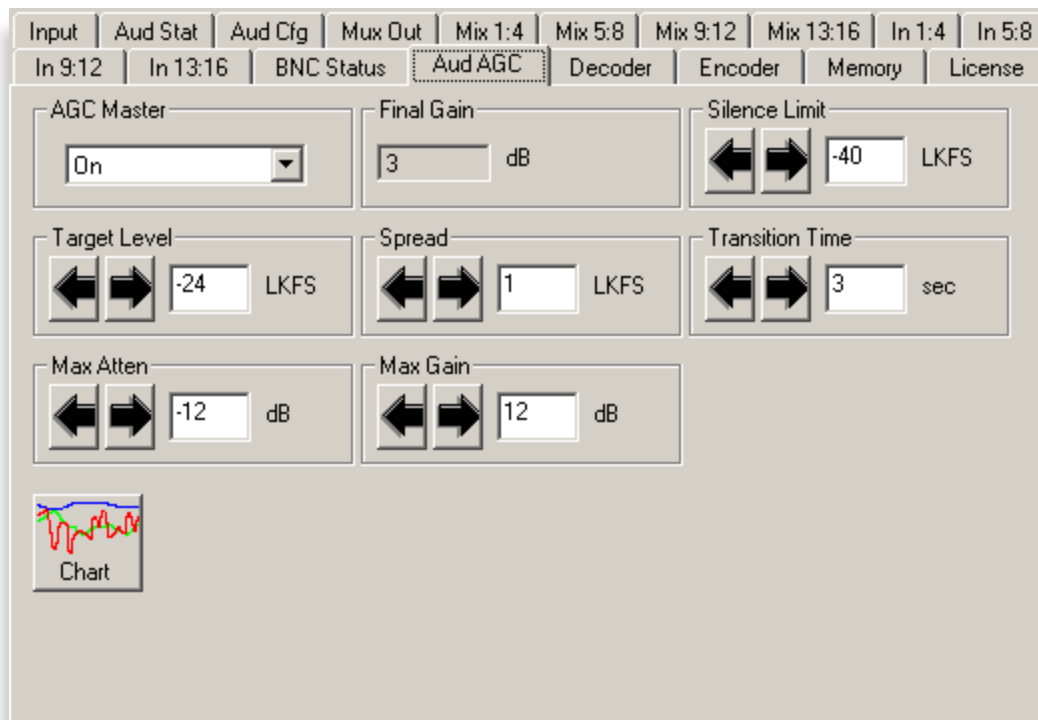 Input Aud Stat Aud Cfg Mux Out Mix 1:4 Mix 5:8 Mix 9:12 Mix 13:16 In 1:4 In 5:8
In 9:12 In 13:16 BNC Status Aud AGC Decoder Encoder Memory License
AGC Master
On
Final Gain
3 dB
Silence Limit
-40 LKFS
Target Level
-24 LKFS
Spread
1 LKFS
Transition Time
3 sec
Max Atten
-12 dB
Max Gain
12 dB
Chart